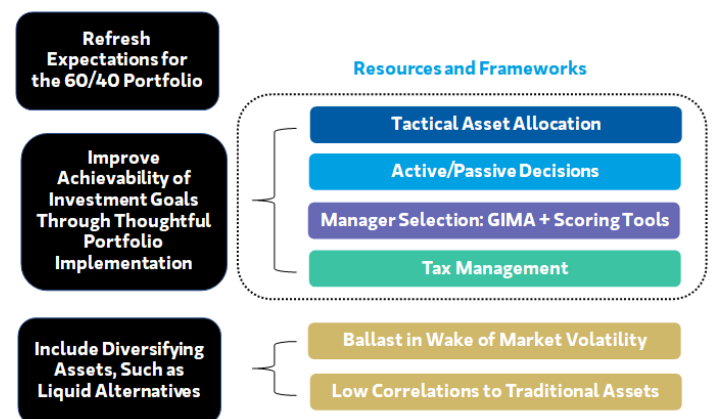 Refresh
Expectations for
the 60/40 Portfolio
Resources and Frameworks
Improve
Achievability of
Investment Goals
Through Thoughtful
Portfolio
Implementation
Tactical Asset Allocation
Active/Passive Decisions
Manager Selection: GIMA + Scoring Tools
Tax Management
Include Diversifying
Assets, Such as
Liquid Alternatives
Ballast in Wake of Market Volatility
Low Correlations to Traditional Assets